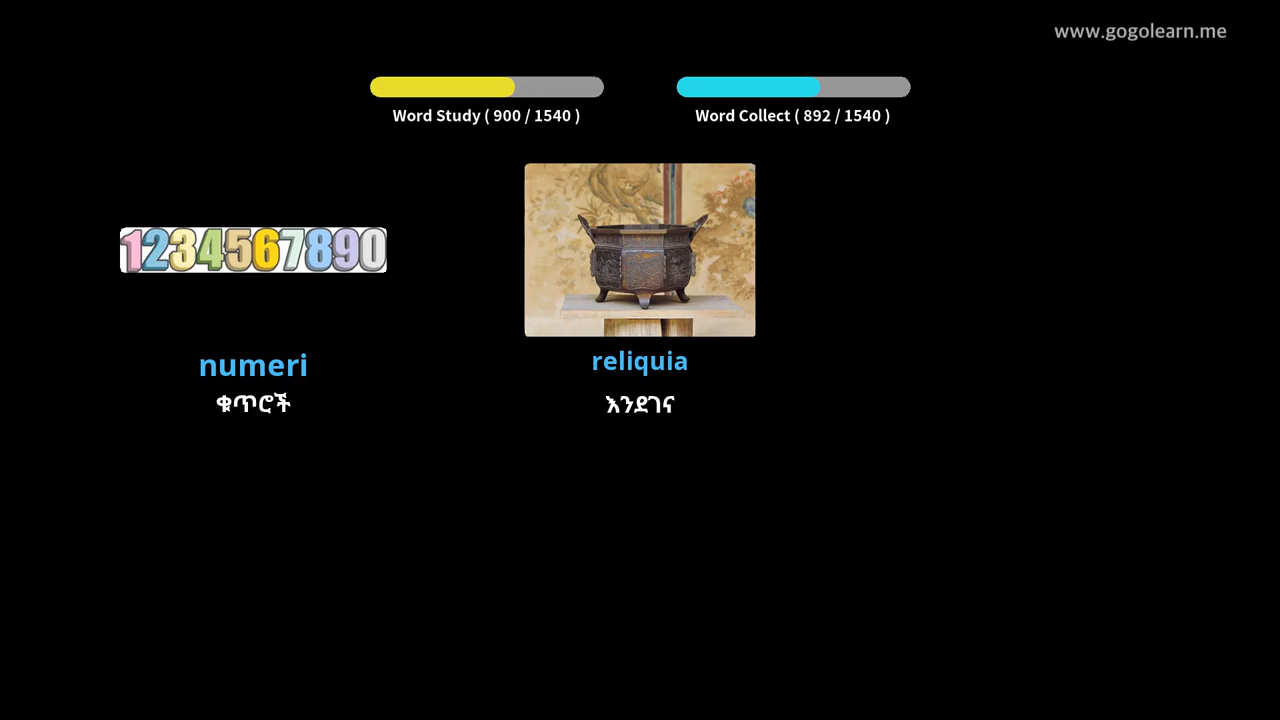 www.gogolearn.me
Word Study ( 900 / 1540 )
Word Collect ( 892 / 1540 )
1234567890
numeri
ቁጥሮች
reliquia
እንደገና